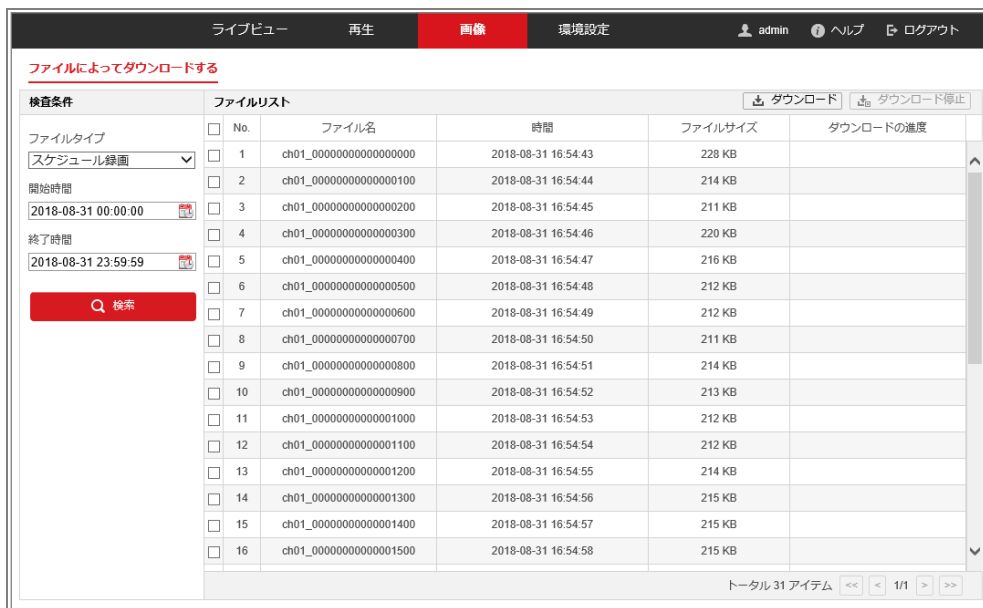 ライブビュー 再生 画像 環境設定 admin ヘルプ ログアウト
ファイルによってダウンロードする
検査条件
ファイルタイプ
スケジュール録画
開始時間
2018-08-31 00:00:00
終了時間
2018-08-31 23:59:59
検索
ファイルリスト ダウンロード ダウンロード停止
No. ファイル名 時間 ファイルサイズ ダウンロードの進度
1 ch01_00000000000000000 2018-08-31 16:54:43 228 KB
2 ch01_00000000000000100 2018-08-31 16:54:44 214 KB
3 ch01_00000000000000200 2018-08-31 16:54:45 211 KB
4 ch01_00000000000000300 2018-08-31 16:54:46 220 KB
5 ch01_00000000000000400 2018-08-31 16:54:47 216 KB
6 ch01_00000000000000500 2018-08-31 16:54:48 212 KB
7 ch01_00000000000000600 2018-08-31 16:54:49 212 KB
8 ch01_00000000000000700 2018-08-31 16:54:50 211 KB
9 ch01_00000000000000800 2018-08-31 16:54:51 214 KB
10 ch01_00000000000000900 2018-08-31 16:54:52 213 KB
11 ch01_00000000000001000 2018-08-31 16:54:53 212 KB
12 ch01_00000000000001100 2018-08-31 16:54:54 212 KB
13 ch01_00000000000001200 2018-08-31 16:54:55 214 KB
14 ch01_00000000000001300 2018-08-31 16:54:56 215 KB
15 ch01_00000000000001400 2018-08-31 16:54:57 215 KB
16 ch01_00000000000001500 2018-08-31 16:54:58 215 KB
トータル 31 アイテム << < 1/1 > >>